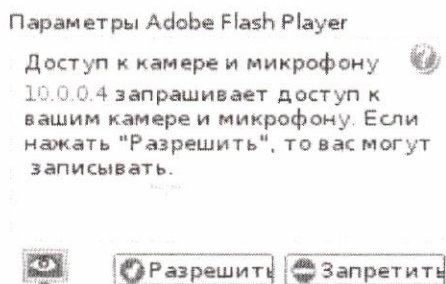 Параметры Adobe Flash Player
Доступ к камере и микрофону
10.0.0.4 запрашивает доступ к
вашим камере и микрофону. Если
нажать "Разрешить", то вас могут
записывать.
Разрешить
Запретить